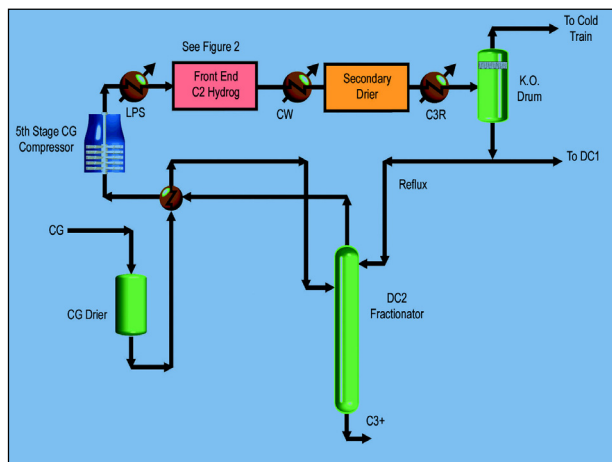 To Cold
Train
See Figure 2
Front End
C2 Hydrog
Secondary
Drier
K.O.
Drum
LPS
CW
C3R
5th Stage CG
Compressor
To DC1
Reflux
CG
DC2
Fractionator
CG Drier
C3+